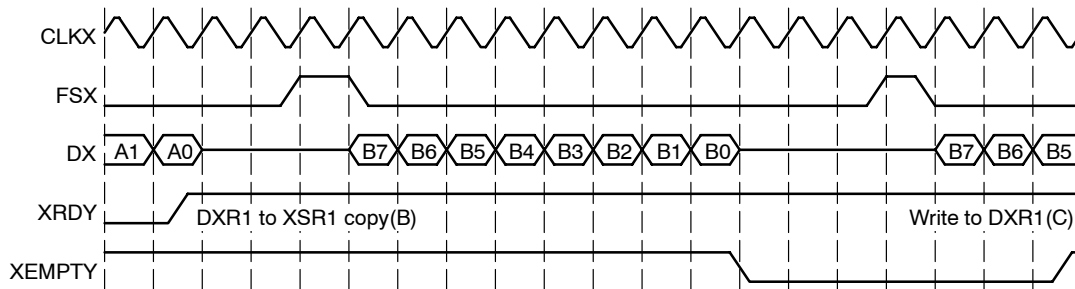 CLKX
FSX
DX A1 A0 B7 B6 B5 B4 B3 B2 B1 B0 B7 B6 B5
XRDY DXR1 to XSR1 copy(B) Write to DXR1(C)
XEMPTY